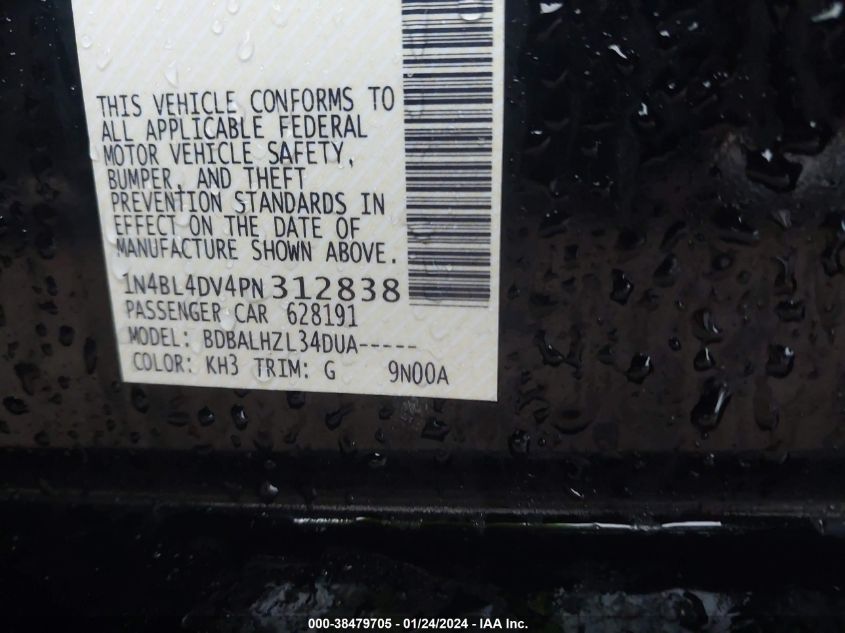 THIS VEHICLE CONFORMS TO
ALL APPLICABLE FEDERAL
MOTOR VEHICLE SAFETY,
BUMPER, AND THEFT
PREVENTION STANDARDS IN
EFFECT ON THE DATE OF
MANUFACTURE SHOWN ABOVE.
1N4BL4DV4PN312838
PASSENGER CAR 628191
MODEL: BDBALHZL34DUA-----
COLOR: KH3 TRIM: G 9N00A
000-38479705 - 01/24/2024 - IAA Inc.